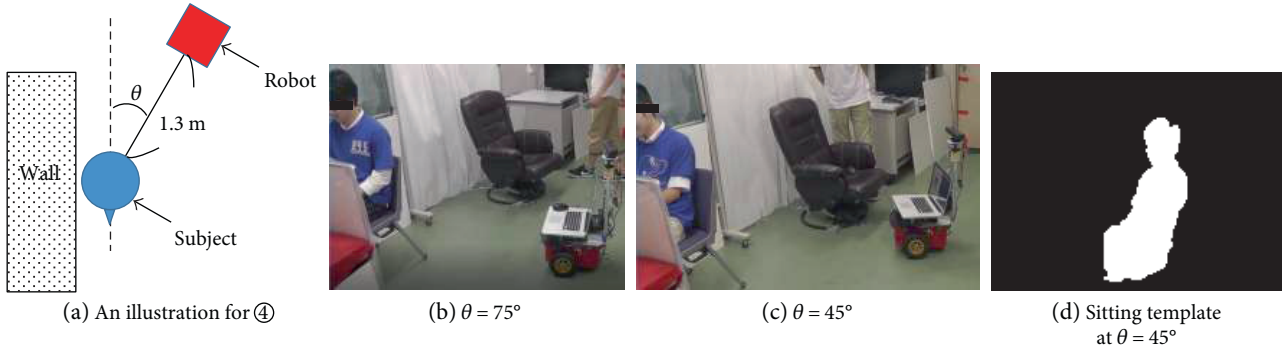 θ
Robot
1.3 m
Wall
Subject
(a) An illustration for ④
(b) θ = 75°
(c) θ = 45°
(d) Sitting template
at θ = 45°